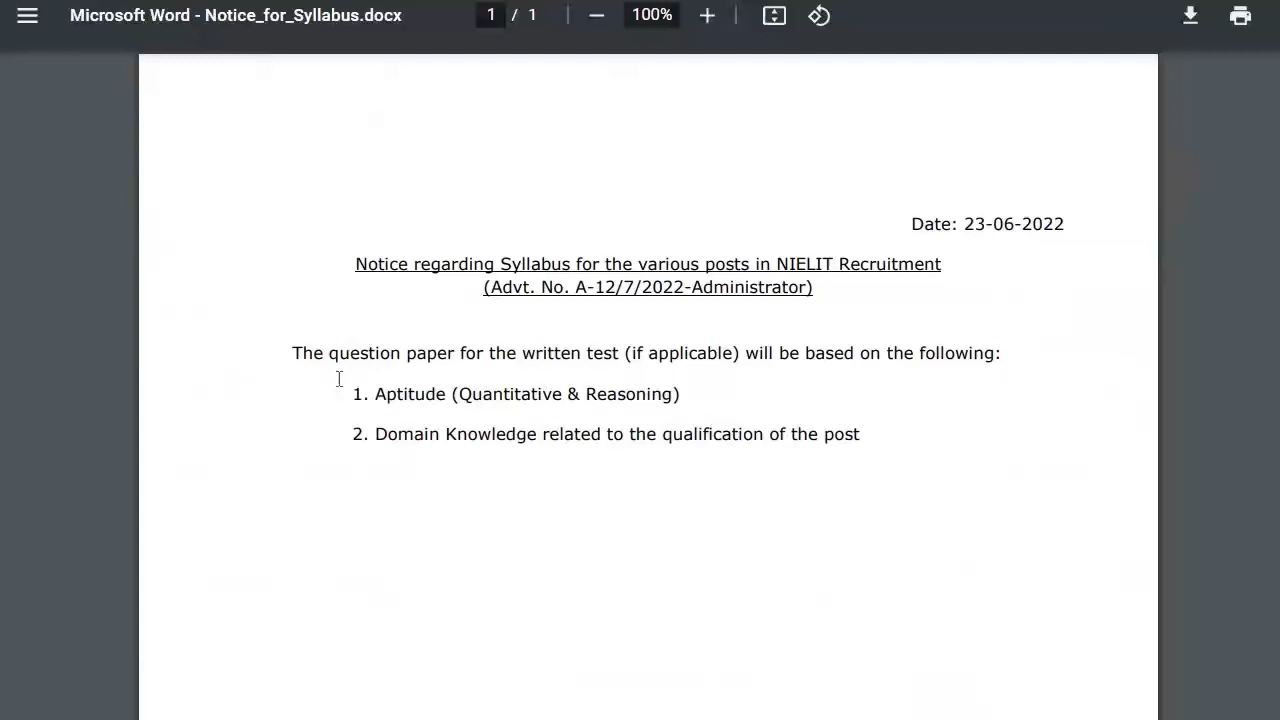 Microsoft Word - Notice_for_Syllabus.docx 1 / 1 100%
Date: 23-06-2022
Notice regarding Syllabus for the various posts in NIELIT Recruitment
(Advt. No. A-12/7/2022-Administrator)
The question paper for the written test (if applicable) will be based on the following:
1. Aptitude (Quantitative & Reasoning)
2. Domain Knowledge related to the qualification of the post